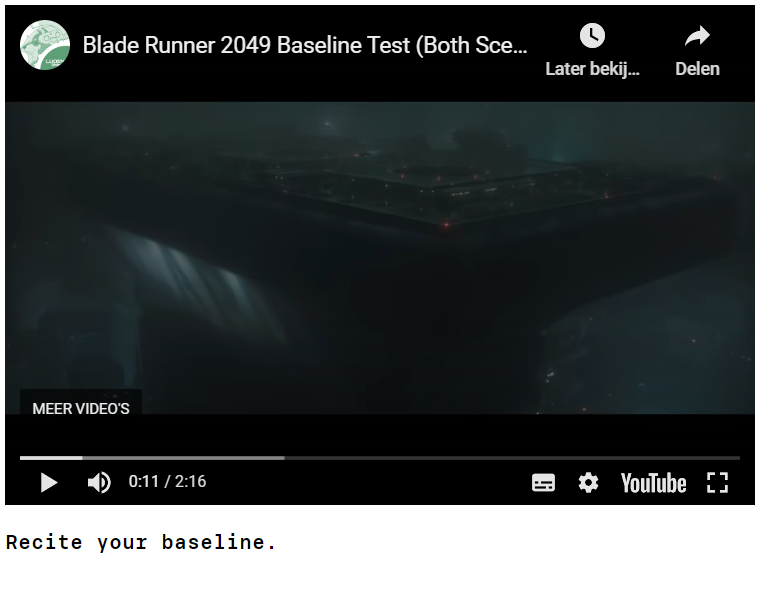 Blade Runner 2049 Baseline Test (Both Sce...
Later bekij...
Delen
MEER VIDEO'S
0:11 / 2:16
YouTube
Recite your baseline.